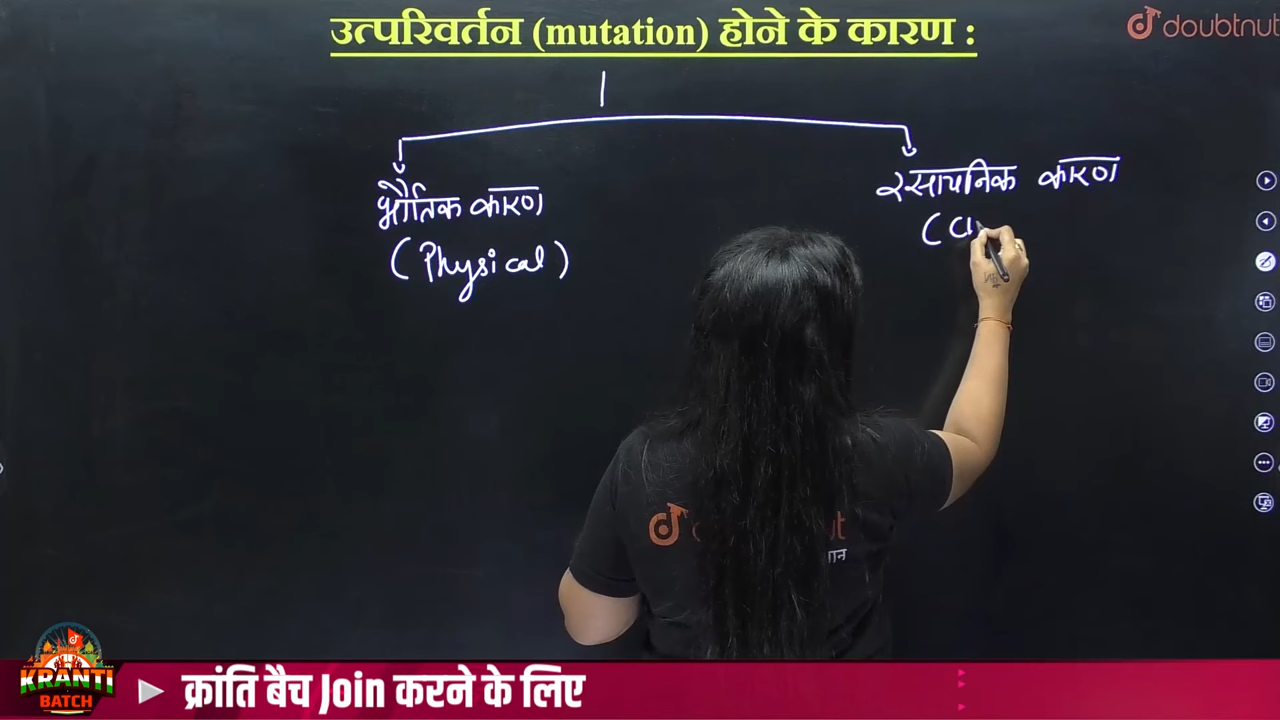 उत्परिवर्तन (mutation) होने के कारण :
doubtnut
भौतिक कारण
(Physical)
रसायनिक कारण
KRANTI
BATCH
क्रांति बैच Join करने के लिए